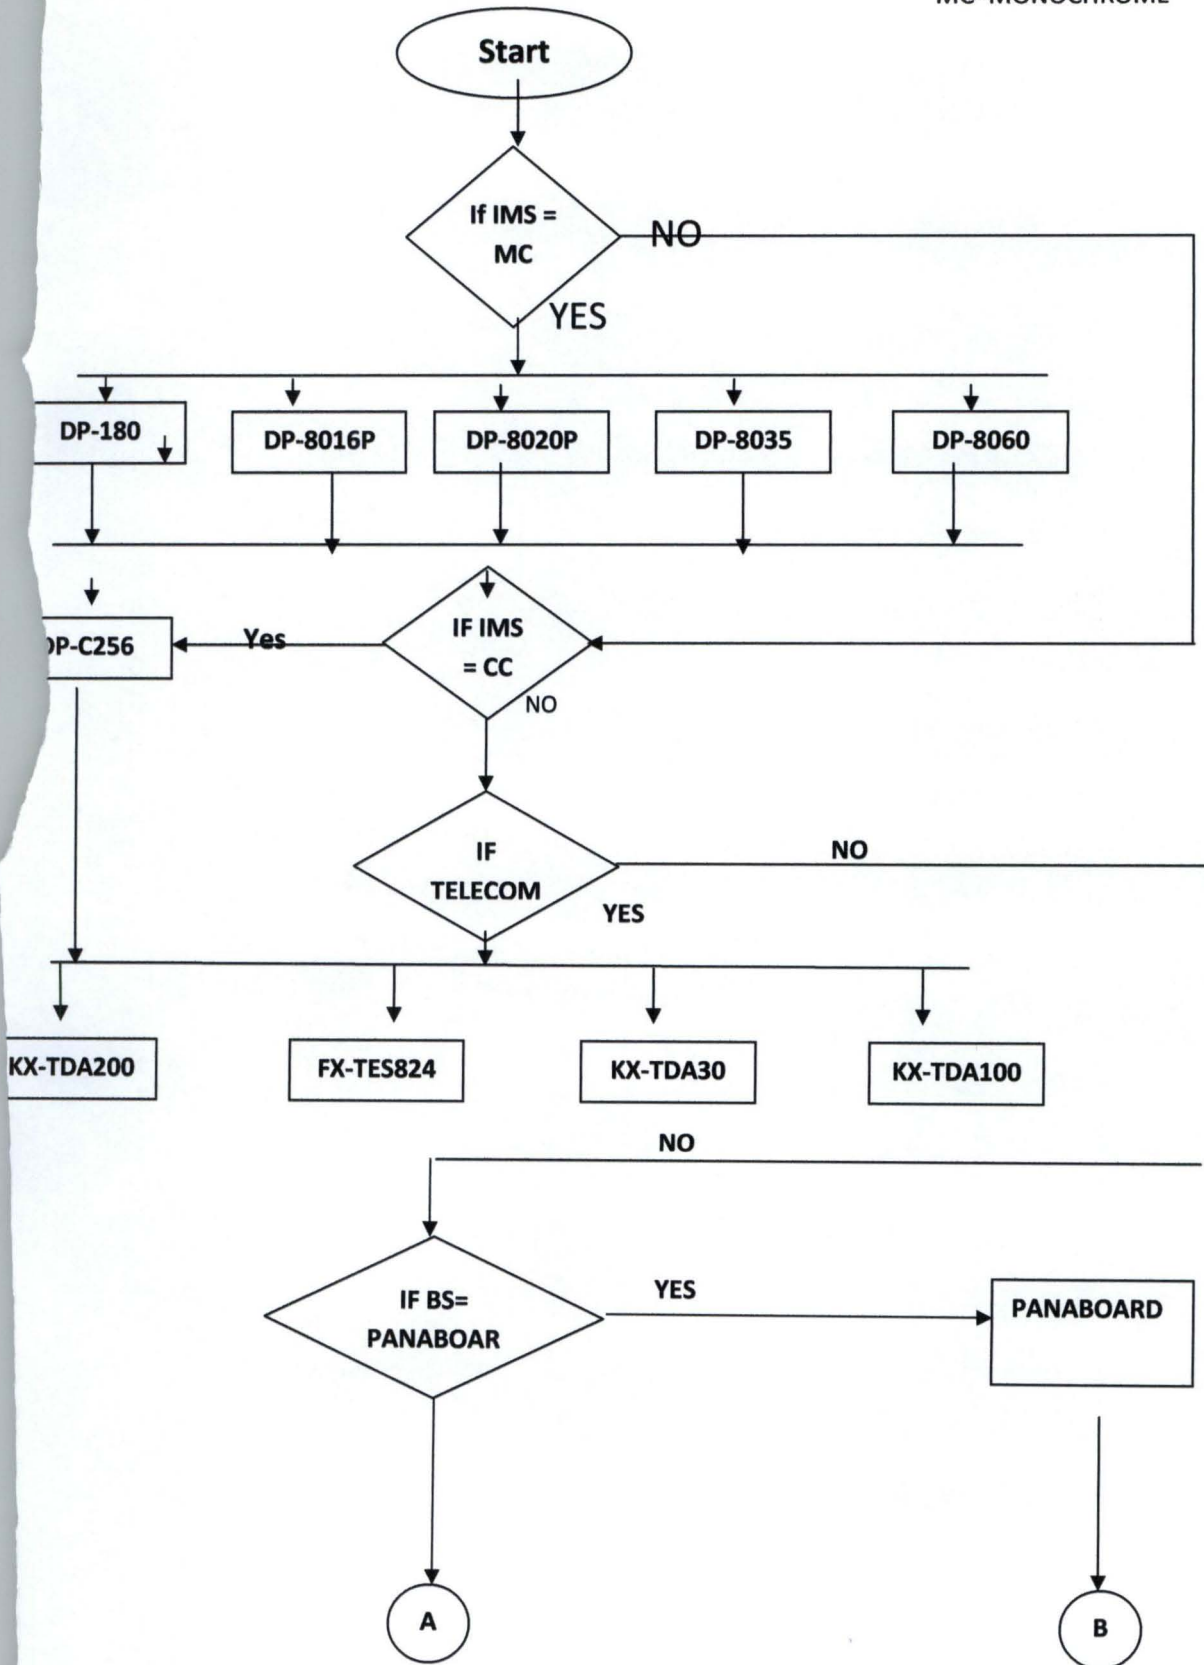 Start
If IMS =
MC
NO
YES
DP-180
DP-8016P
DP-8020P
DP-8035
DP-8060
IF IMS
= CC
Yes
DP-C256
NO
IF
TELECOM
NO
YES
KX-TDA200
FX-TES824
KX-TDA30
KX-TDA100
NO
IF BS=
PANABOAR
YES
PANABOARD
A
B